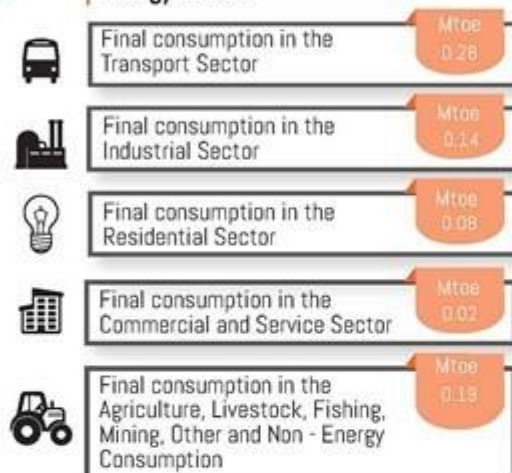 Final consumption in the
Transport Sector
Mtoe
0.28
Final consumption in the
Industrial Sector
Mtoe
0.14
Final consumption in the
Residential Sector
Mtoe
0.08
Final consumption in the
Commercial and Service Sector
Mtoe
0.02
Final consumption in the
Agriculture, Livestock, Fishing,
Mining, Other and Non - Energy
Consumption
Mtoe